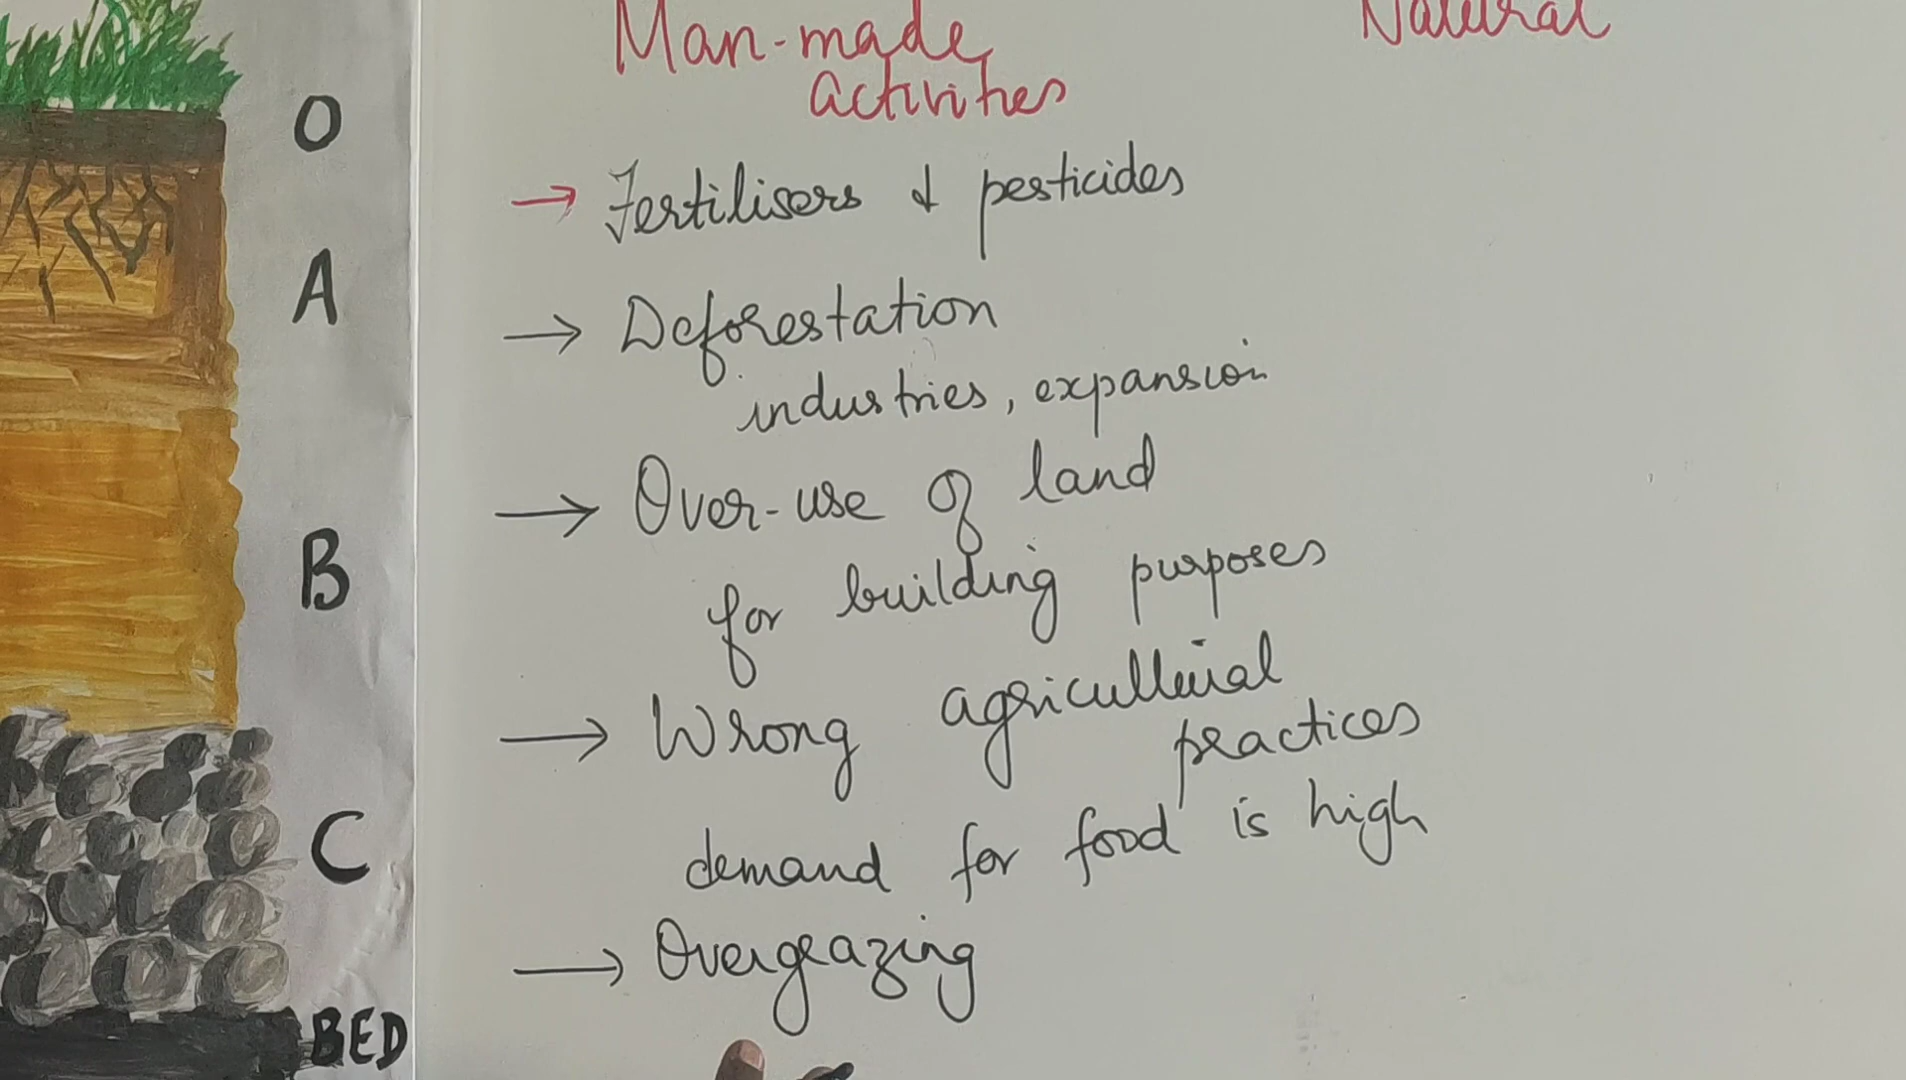 Man-made
activities
Natural
O
A
B
C
BED
→ Fertilisers & pesticides
→ Deforestation
industries, expansion
→ Over-use of land
for building purposes
→ Wrong agricultural
practices
demand for food is high
→ Overgrazing